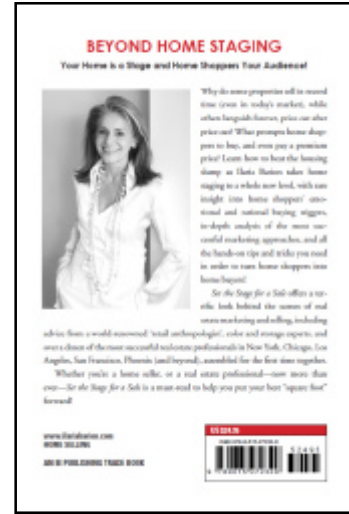 BEYOND HOME STAGING
Your Home is a Stage and Home Shoppers Your Audience!
Why do some properties sell in record
time (even in today's market), while
others languish forever, price cut after
price cut? What prompts home shop-
pers to buy, and even pay a premium
price? Learn how to beat the housing
slump as Ilaria Barion takes home
staging to a whole new level, with rare
insight into home shoppers' emo-
tional and rational buying triggers,
in-depth analysis of the most suc-
cessful marketing approaches, and all
the hands-on tips and tricks you need
in order to turn home shoppers into
home buyers!
Set the Stage for a Sale offers a ter-
rific look behind the scenes of real
estate marketing and selling, including
advice from a world-renowned "retail anthropologist", color and storage experts, and
over a dozen of the most successful real estate professionals in New York, Chicago, Los
Angeles, San Francisco, Phoenix (and beyond), assembled for the first time together.
Whether you're a home seller, or a real estate professional—now more than
ever—Set the Stage for a Sale is a must-read to help you put your best "square foot"
forward!
www.ilariabarion.com
HOME SELLING
AN IB PUBLISHING TRADE BOOK
US $24.95